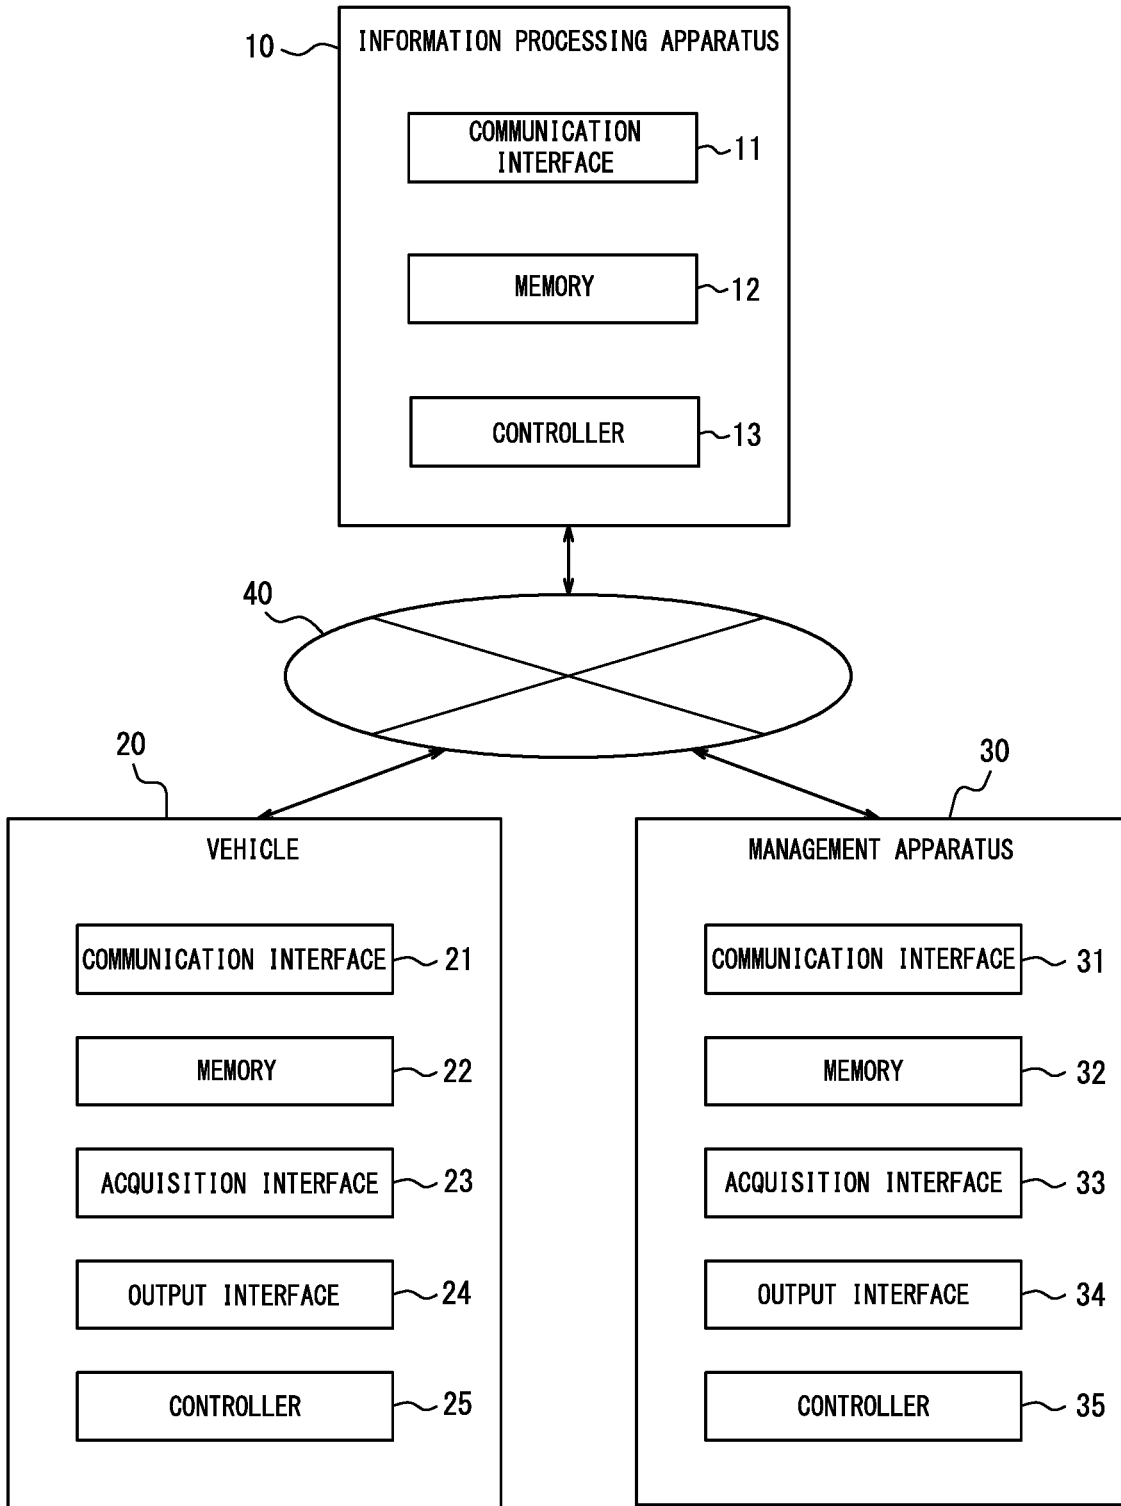 10
INFORMATION PROCESSING APPARATUS
COMMUNICATION
INTERFACE
11
MEMORY
12
CONTROLLER
13
40
20
VEHICLE
COMMUNICATION INTERFACE
21
MEMORY
22
ACQUISITION INTERFACE
23
OUTPUT INTERFACE
24
CONTROLLER
25
30
MANAGEMENT APPARATUS
COMMUNICATION INTERFACE
31
MEMORY
32
ACQUISITION INTERFACE
33
OUTPUT INTERFACE
34
CONTROLLER
35